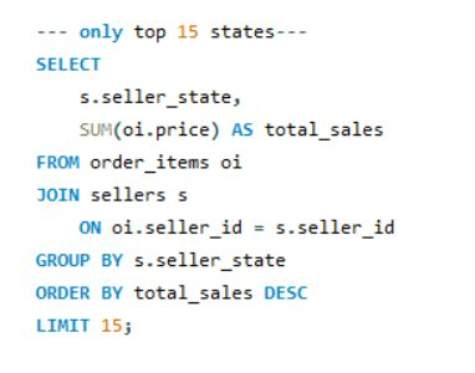 --- only top 15 states---
SELECT
    s.seller_state,
    SUM(oi.price) AS total_sales
FROM order_items oi
JOIN sellers s
    ON oi.seller_id = s.seller_id
GROUP BY s.seller_state
ORDER BY total_sales DESC
LIMIT 15;